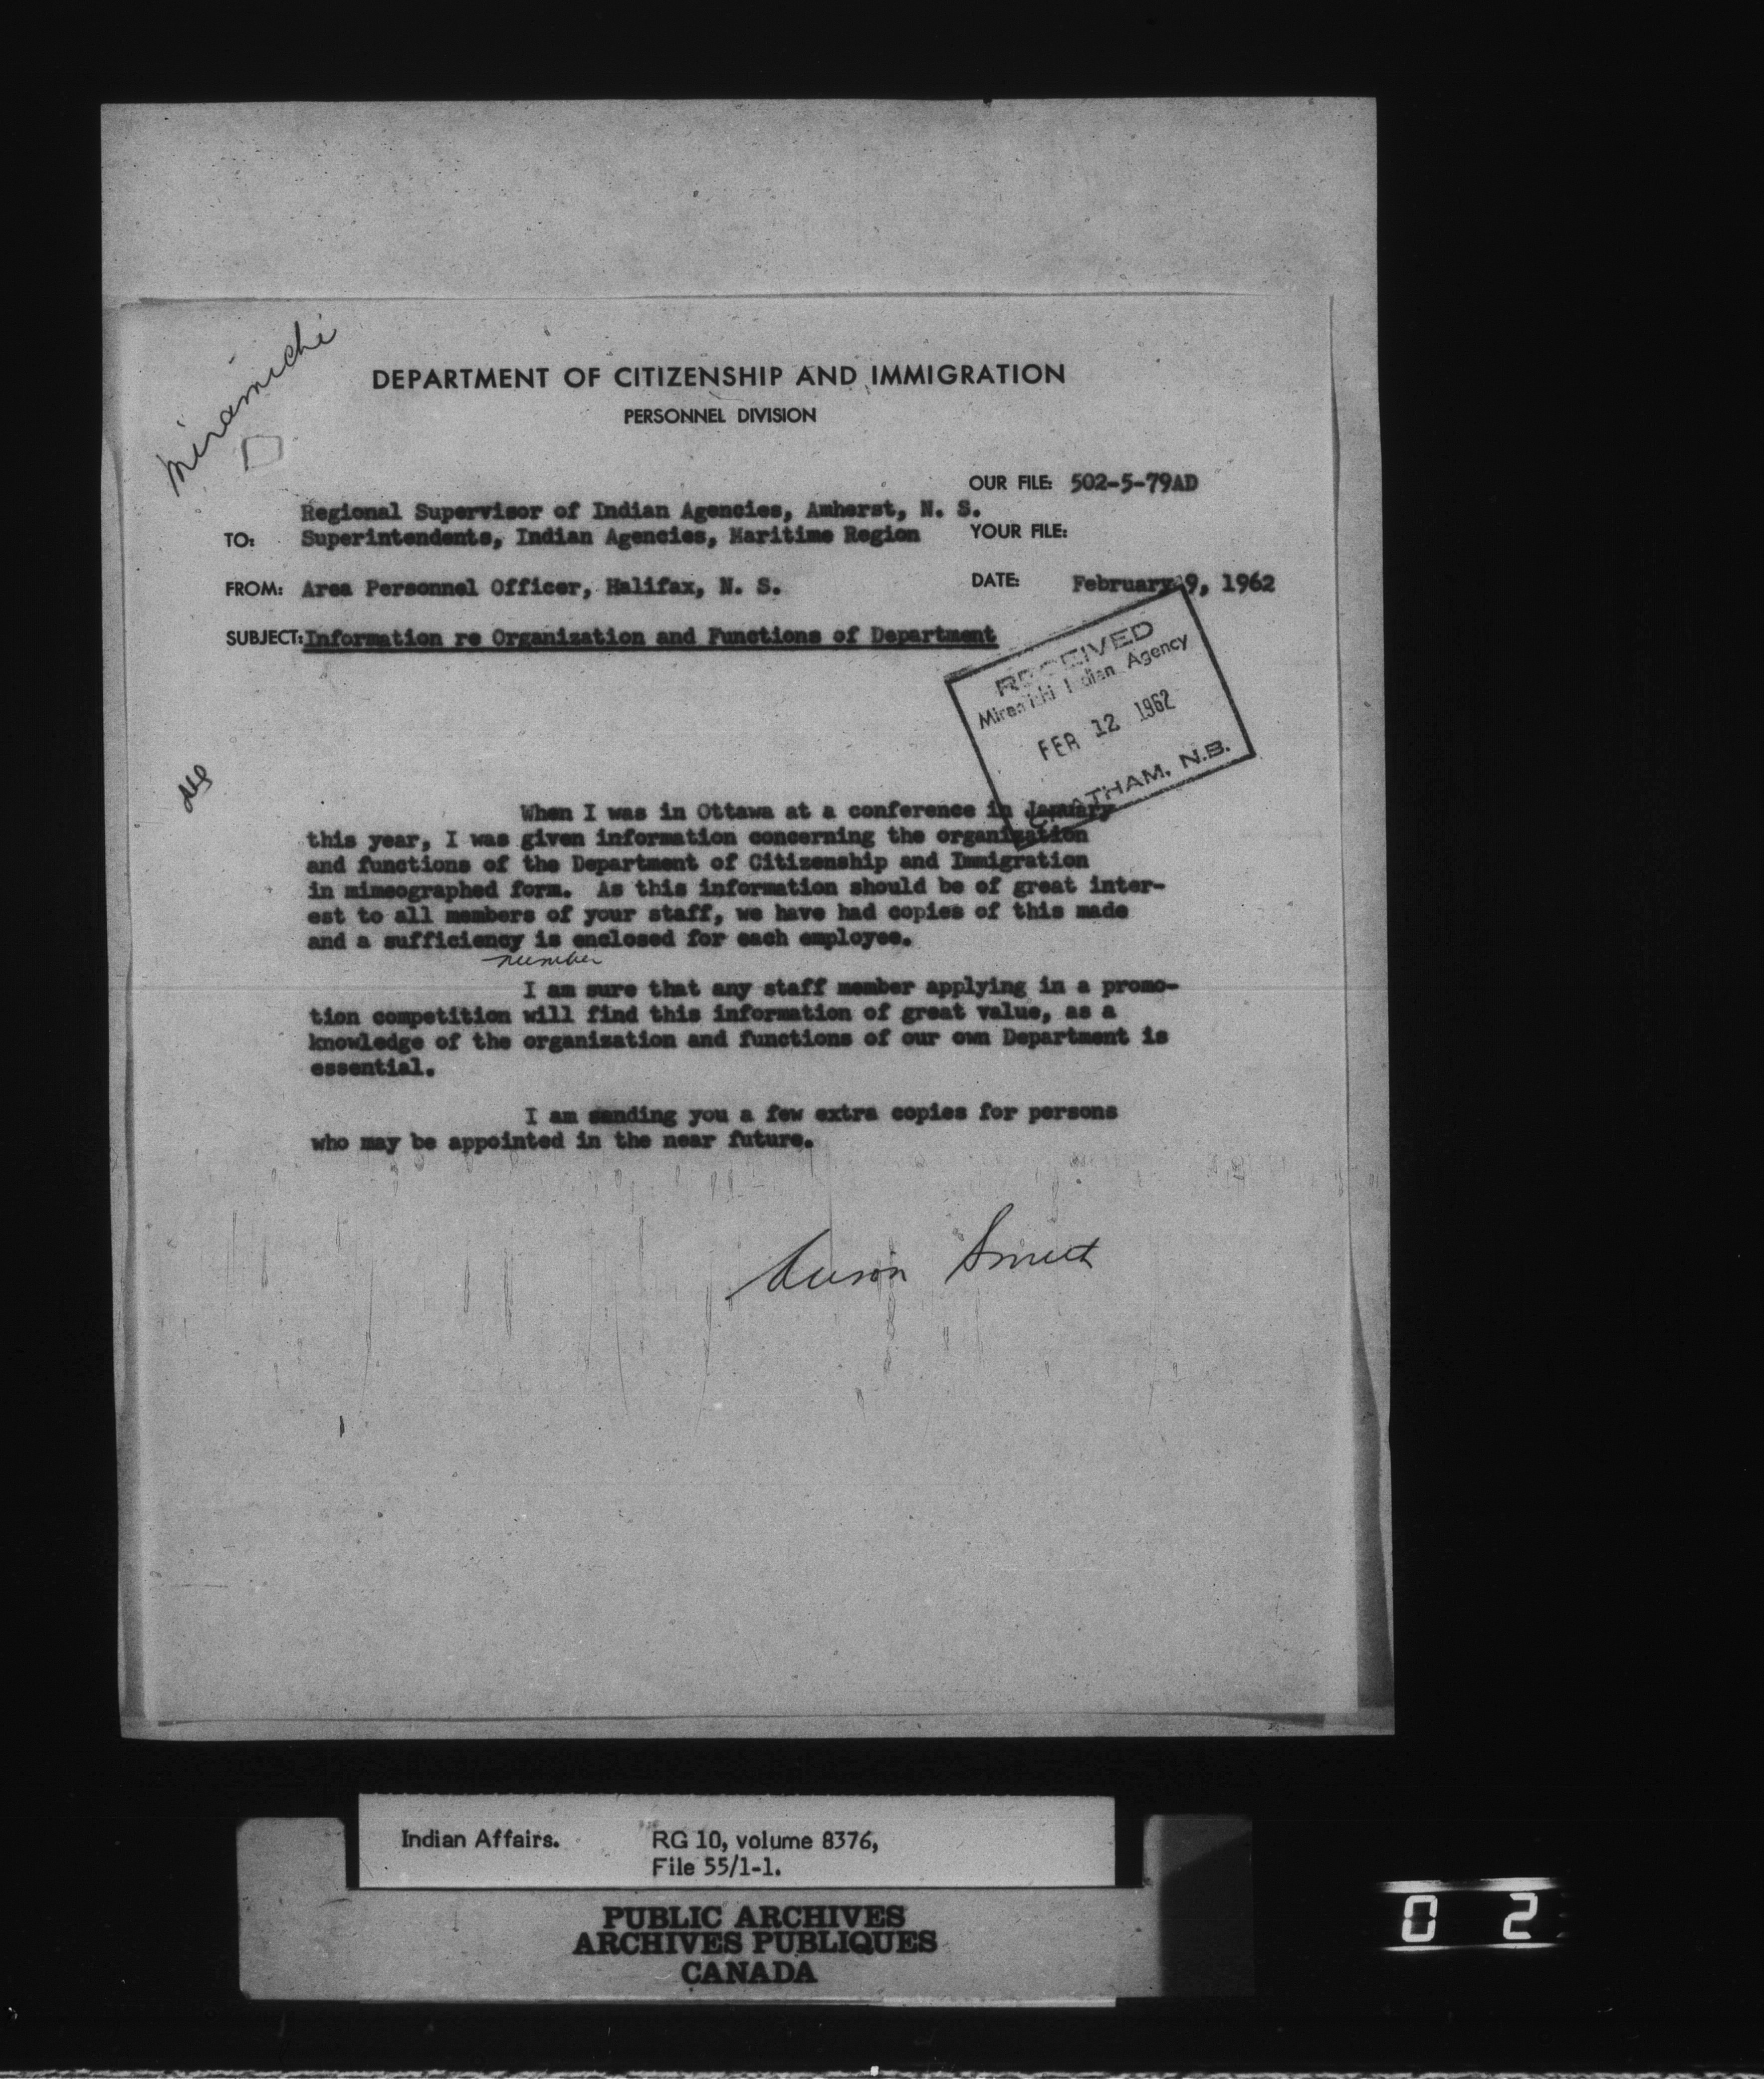 Miramichi
DEPARTMENT OF CITIZENSHIP AND IMMIGRATION
PERSONNEL DIVISION
OUR FILE: 502-5-79AD
Regional Supervisor of Indian Agencies, Amherst, N. S.
TO: Superintendents, Indian Agencies, Maritime Region YOUR FILE:
FROM: Area Personnel Officer, Halifax, N. S. DATE: February 9, 1962
SUBJECT: Information re Organization and Functions of Department
RECEIVED
Miramichi Indian Agency
FEB 12 1962
CHATHAM, N.B.
When I was in Ottawa at a conference in January
this year, I was given information concerning the organization
and functions of the Department of Citizenship and Immigration
in mimeographed form. As this information should be of great inter-
est to all members of your staff, we have had copies of this made
and a sufficiency is enclosed for each employee.
number
I am sure that any staff member applying in a promo-
tion competition will find this information of great value, as a
knowledge of the organization and functions of our own Department is
essential.
I am sending you a few extra copies for persons
who may be appointed in the near future.
Smith
Indian Affairs. RG 10, volume 8376,
File 55/1-1.
PUBLIC ARCHIVES
ARCHIVES PUBLIQUES
CANADA
0 2